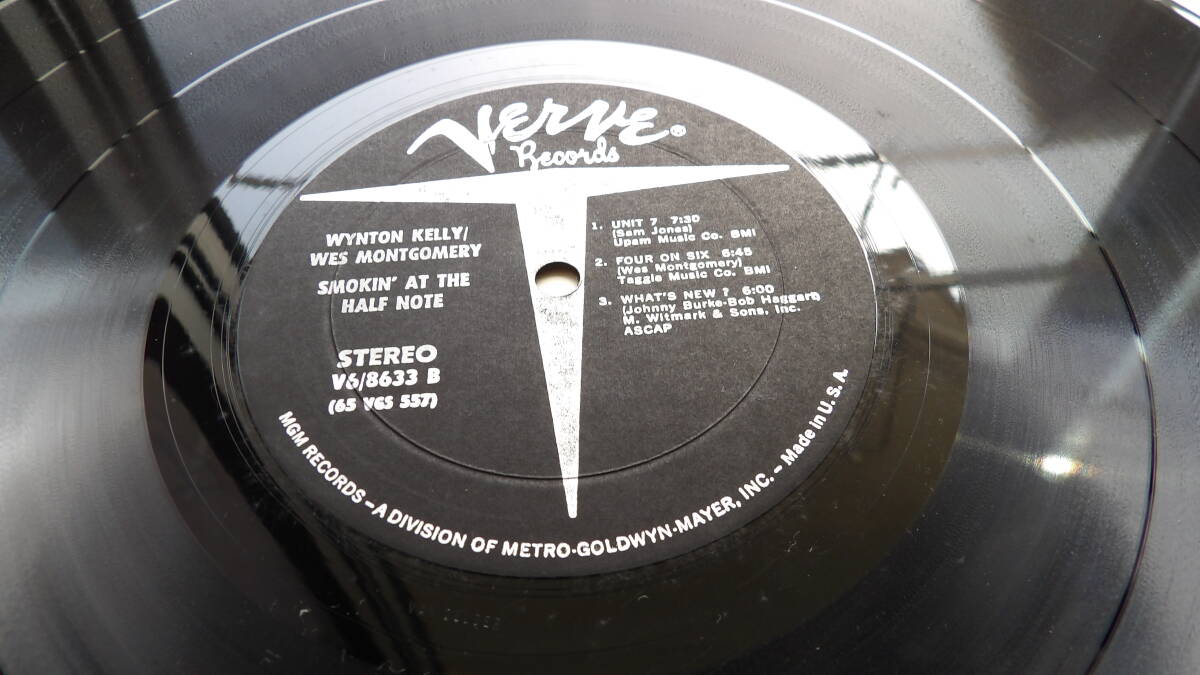 Verve®
Records
WYNTON KELLY/
WES MONTGOMERY
SMOKIN' AT THE
HALF NOTE
STEREO
V6/8633 B
(65 VGS 557)
1. UNIT 7 7:30
(Sam Jones)
Upam Music Co. BMI
2. FOUR ON SIX 6:45
(Wes Montgomery)
Taggie Music Co. BMI
3. WHAT'S NEW ? 6:00
(Johnny Burke-Bob Haggart)
M. Witmark & Sons, Inc.
ASCAP
MGM RECORDS – A DIVISION OF METRO-GOLDWYN-MAYER, INC. – Made in U. S. A.